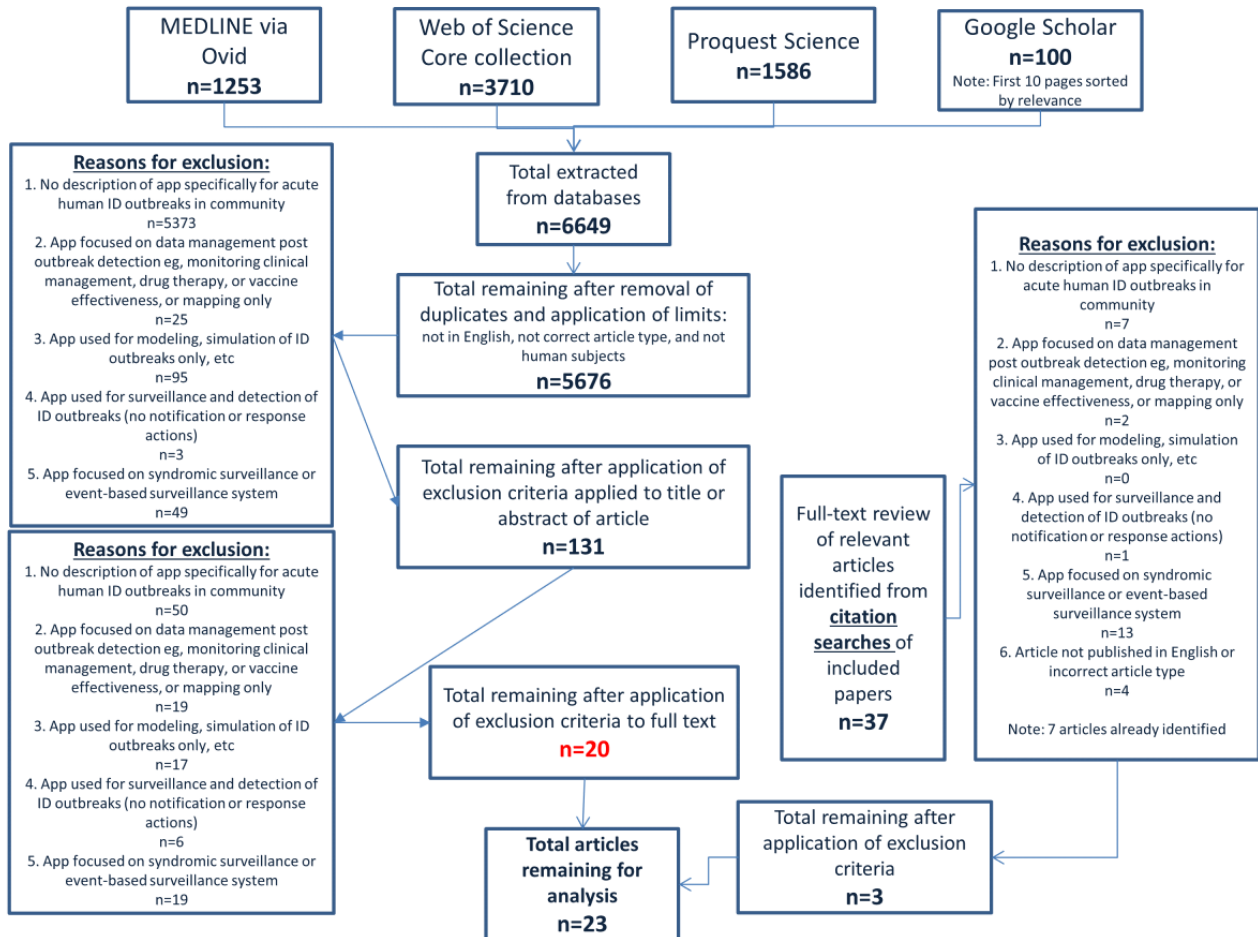 MEDLINE via
Ovid
n=1253
Web of Science
Core collection
n=3710
Proquest Science
n=1586
Google Scholar
n=100
Note: First 10 pages sorted
by relevance
Total extracted
from databases
n=6649
Total remaining after removal of
duplicates and application of limits:
not in English, not correct article type, and not
human subjects
n=5676
Reasons for exclusion:
1. No description of app specifically for acute
human ID outbreaks in community
n=5373
2. App focused on data management post
outbreak detection eg, monitoring clinical
management, drug therapy, or vaccine
effectiveness, or mapping only
n=25
3. App used for modeling, simulation of ID
outbreaks only, etc
n=95
4. App used for surveillance and detection of
ID outbreaks (no notification or response
actions)
n=3
5. App focused on syndromic surveillance or
event-based surveillance system
n=49
Total remaining after application of
exclusion criteria applied to title or
abstract of article
n=131
Reasons for exclusion:
1. No description of app specifically for acute
human ID outbreaks in community
n=50
2. App focused on data management post
outbreak detection eg, monitoring clinical
management, drug therapy, or vaccine
effectiveness, or mapping only
n=19
3. App used for modeling, simulation of ID
outbreaks only, etc
n=17
4. App used for surveillance and detection of
ID outbreaks (no notification or response
actions)
n=6
5. App focused on syndromic surveillance or
event-based surveillance system
n=19
Total remaining after application
of exclusion criteria to full text
n=20
Full-text review
of relevant
articles
identified from
citation
searches of
included
papers
n=37
Reasons for exclusion:
1. No description of app specifically for
acute human ID outbreaks in
community
n=7
2. App focused on data management
post outbreak detection eg, monitoring
clinical management, drug therapy, or
vaccine effectiveness, or mapping only
n=2
3. App used for modeling, simulation
of ID outbreaks only, etc
n=0
4. App used for surveillance and
detection of ID outbreaks (no
notification or response actions)
n=1
5. App focused on syndromic
surveillance or event-based
surveillance system
n=13
6. Article not published in English or
incorrect article type
n=4
Note: 7 articles already identified
Total remaining after
application of exclusion
criteria
n=3
Total articles
remaining for
analysis
n=23